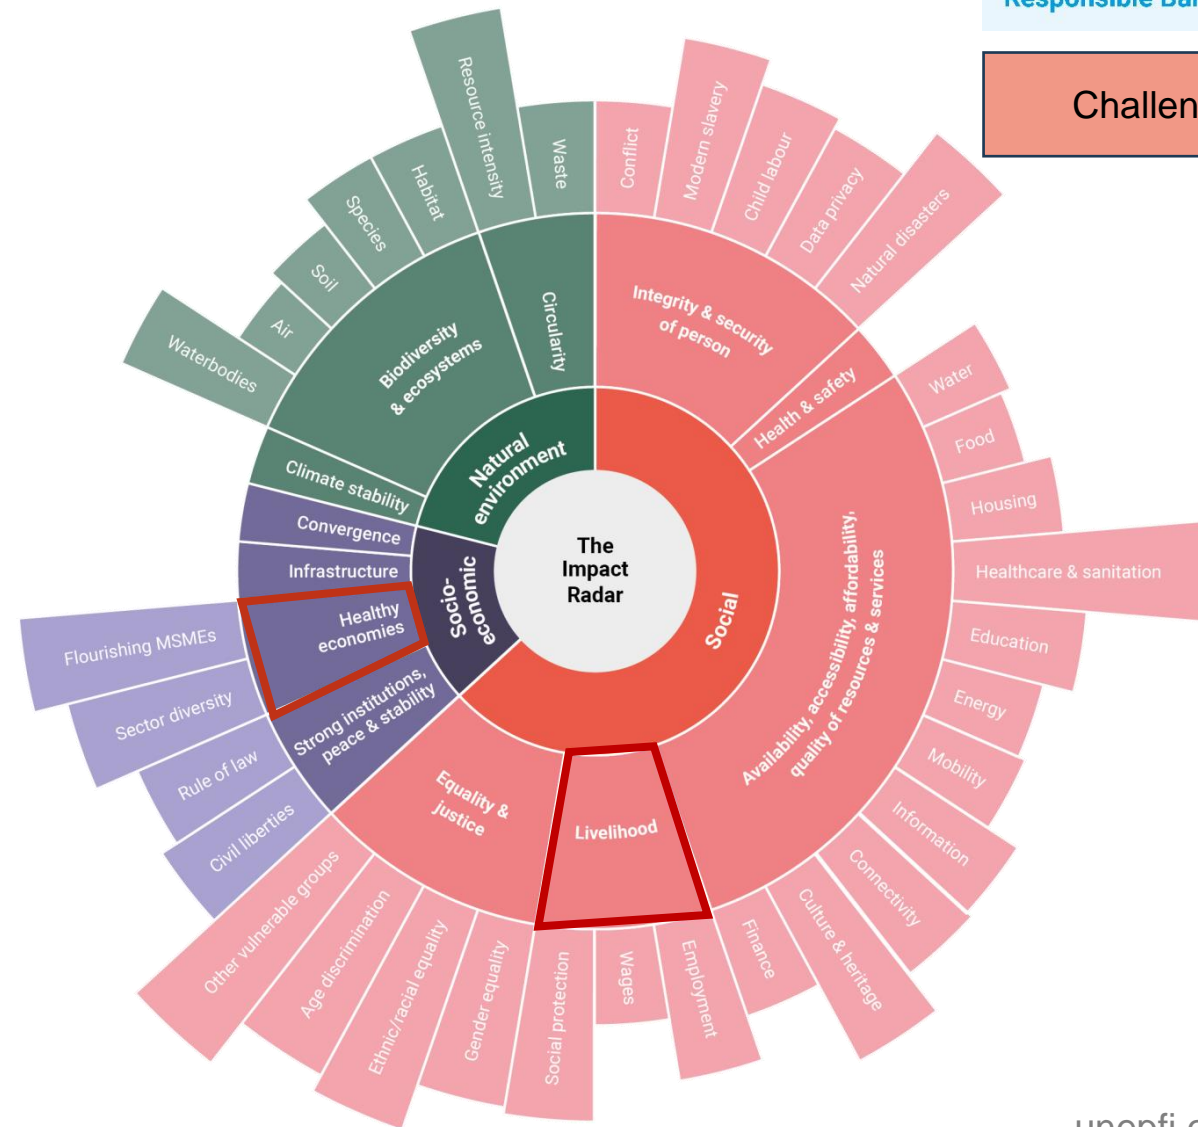 Responsible Ba
Challen
The
Impact
Radar
Natural
environment
Social
Socio-
economic
Circularity
Biodiversity
& ecosystems
Climate stability
Convergence
Infrastructure
Healthy
economies
Strong institutions,
peace & stability
Equality &
justice
Livelihood
Availability, accessibility, affordability,
quality of resources & services
Health & safety
Integrity & security
of person
Conflict
Modern slavery
Child labour
Data privacy
Natural disasters
Water
Food
Housing
Healthcare & sanitation
Education
Energy
Mobility
Information
Connectivity
Culture & heritage
Finance
Employment
Wages
Social protection
Gender equality
Ethnic/racial equality
Age discrimination
Other vulnerable groups
Civil liberties
Rule of law
Sector diversity
Flourishing MSMEs
Waterbodies
Air
Soil
Species
Habitat
Resource intensity
Waste